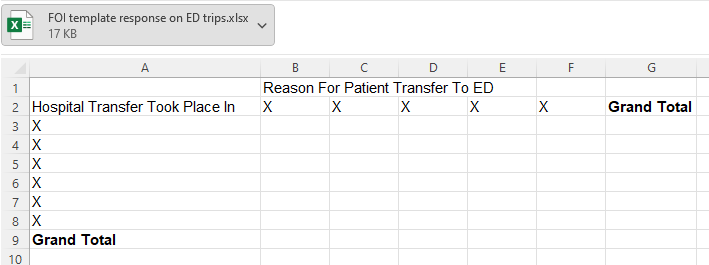 FOI template response on ED trips.xlsx
17 KB
A B C D E F G
1 Reason For Patient Transfer To ED
2 Hospital Transfer Took Place In X X X X X Grand Total
3 X
4 X
5 X
6 X
7 X
8 X
9 Grand Total
10